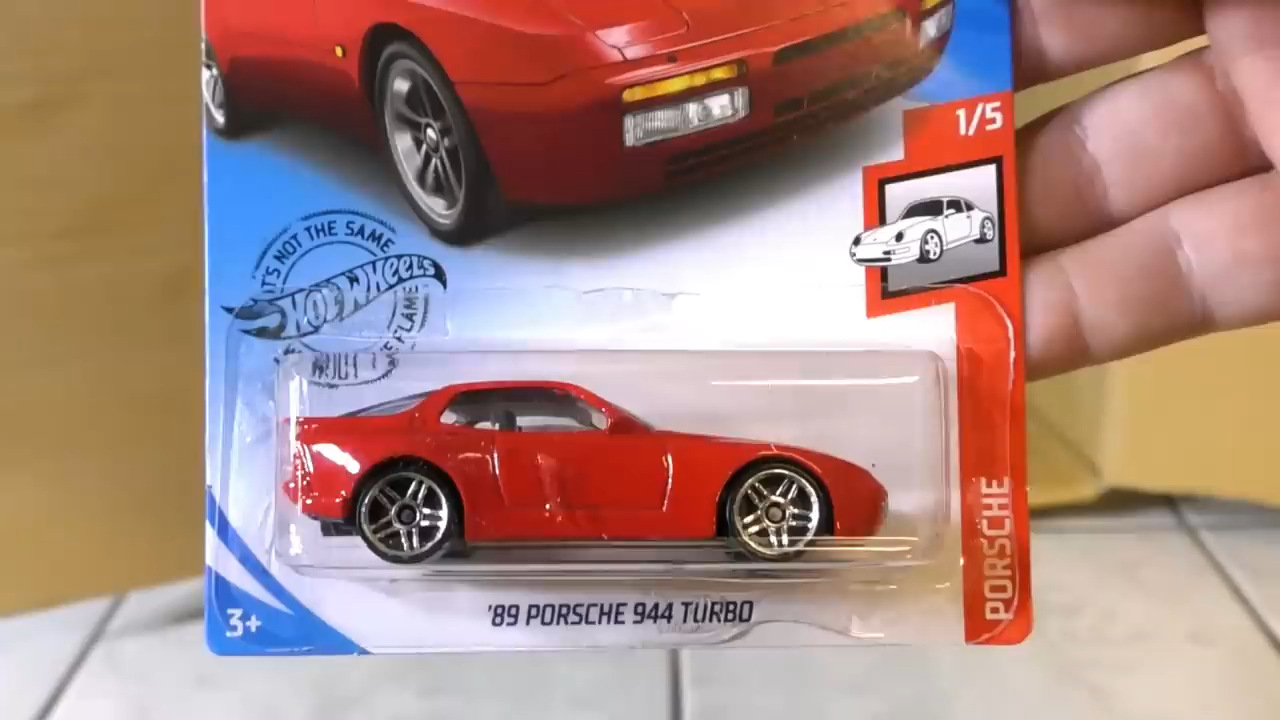 1/5
IT'S NOT THE SAME
Hot Wheels
'89 PORSCHE 944 TURBO
3+
PORSCHE